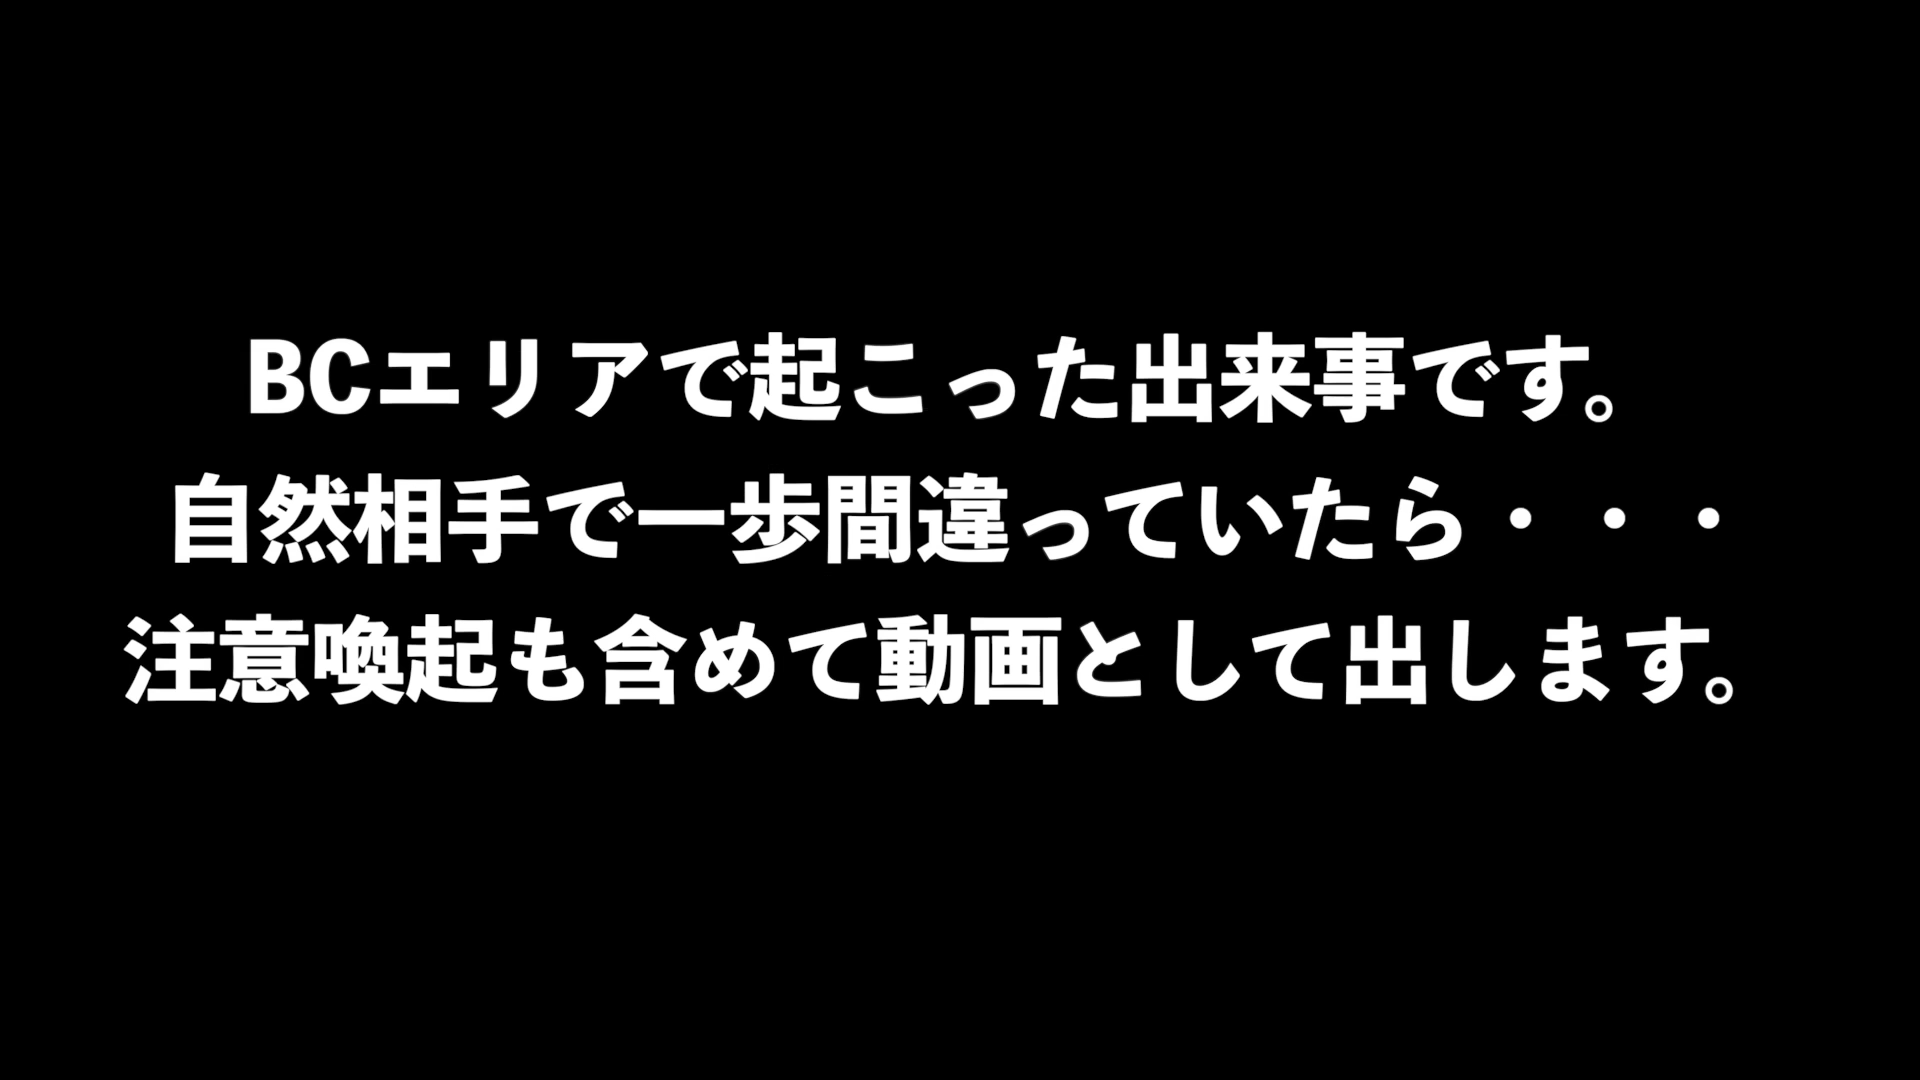 BCエリアで起こった出来事です。
自然相手で一歩間違っていたら・・・
注意喚起も含めて動画として出します。